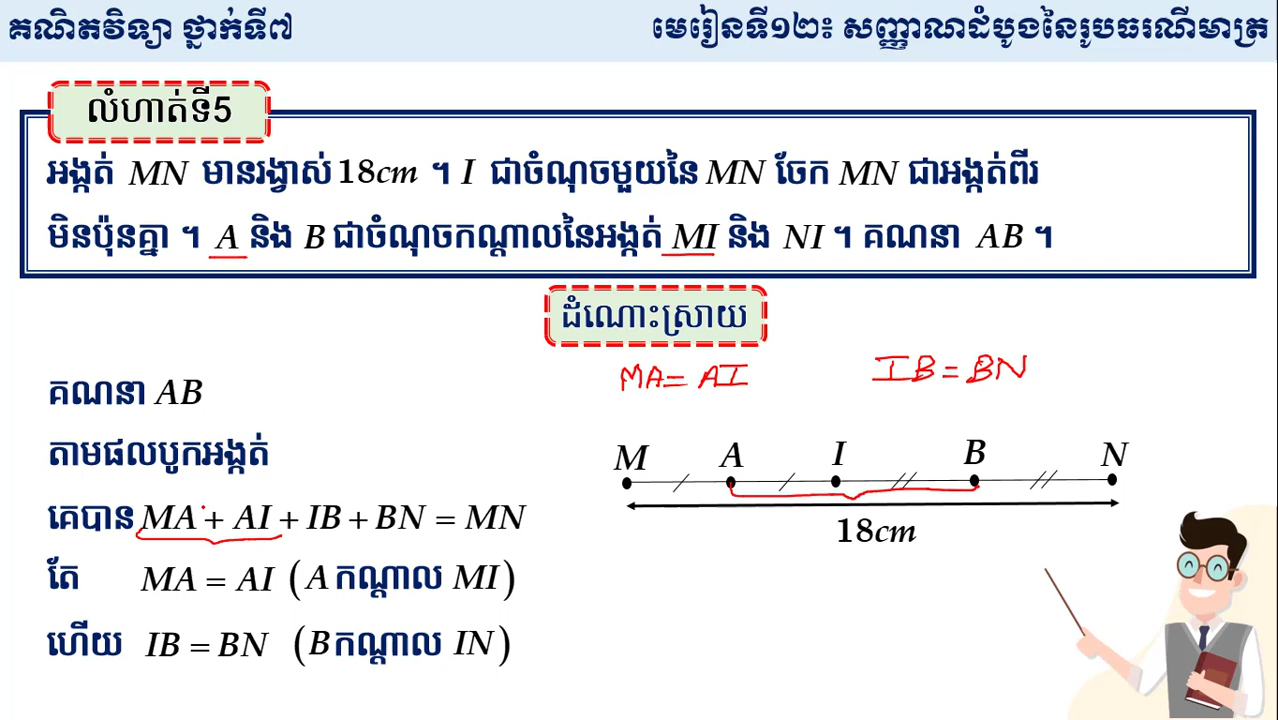 គណិតវិទ្យា ថ្នាក់ទី៧
មេរៀនទី១២៖ សញ្ញាណដំបូងនៃរូបធរណីមាត្រ
លំហាត់ទី5
អង្កត់ MN មានរង្វាស់ 18cm ។ I ជាចំណុចមួយនៃ MN ចែក MN ជាអង្កត់ពីរ
មិនប៉ុនគ្នា ។ A និង B ជាចំណុចកណ្តាលនៃអង្កត់ MI និង NI ។ គណនា AB ។
ដំណោះស្រាយ
MA = AI
IB = BN
គណនា AB
តាមផលបូកអង្កត់
គេបាន MA + AI + IB + BN = MN
តែ MA = AI (A កណ្តាល MI)
ហើយ IB = BN (B កណ្តាល IN)
M A I B N
18cm